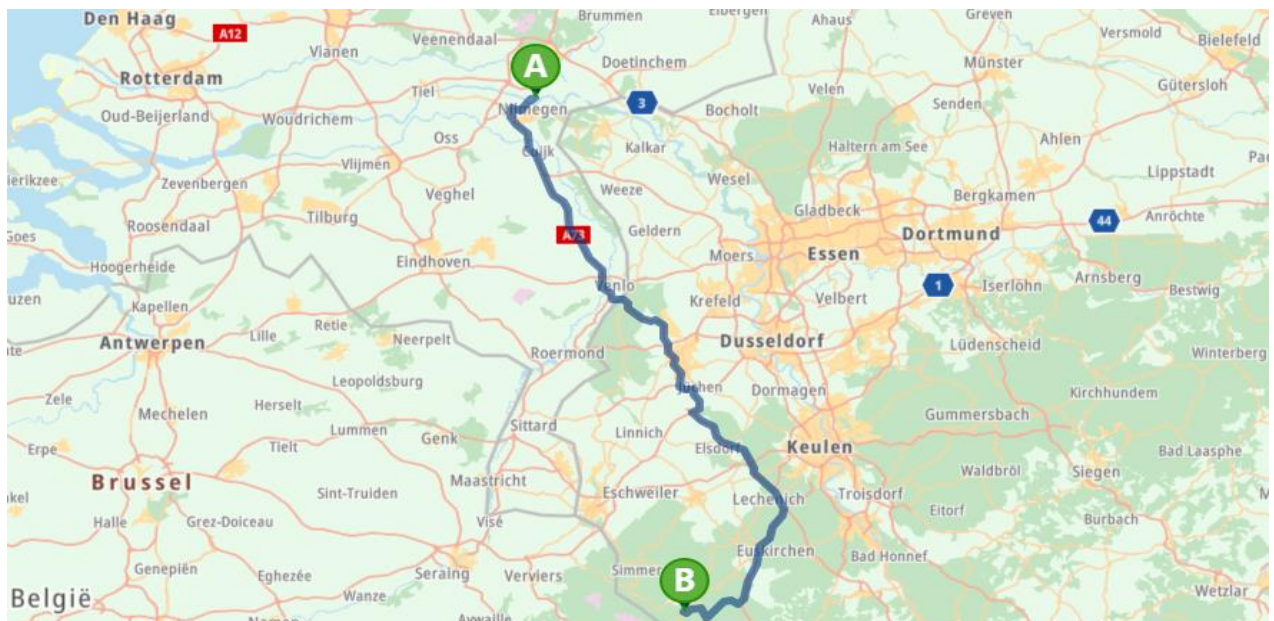 Den Haag
A12
Veenendaal
Brummen
Eibergen
Ahaus
Greven
Versmold
Bielefeld
Vianen
A
Doetinchem
Münster
Rotterdam
Tiel
Velen
Gütersloh
Nijmegen
3
Bocholt
Senden
Oud-Beijerland
Woudrichem
Oss
Ahlen
Kalkar
Haltern am See
Cuijk
Vlijmen
Lippstadt
Zevenbergen
Veghel
Weeze
Wesel
Bergkamen
Roosendaal
Tilburg
Gladbeck
44
Anröchte
Goes
A73
Geldern
Dortmund
Essen
Moers
Hoogerheide
Eindhoven
Arnsberg
Iserlöhn
Venlo
1
Bestwig
Kapellen
Krefeld
Velbert
Retie
Lille
Neerpelt
Antwerpen
Dusseldorf
Lüdenscheid
Roermond
Winterberg
Leopoldsburg
Jüchen
Dormagen
Kirchhundem
Zele
Herselt
Mechelen
Gummersbach
Sittard
Lummen
Linnich
Genk
Elsdorf
Keulen
Erpe
Tielt
Bad Laasphe
Waldbröl
Siegen
Brussel
Maastricht
Sint-Truiden
Eschweiler
Lechenich
Troisdorf
Eitorf
Halle
Grez-Doiceau
Visé
Burbach
Euskirchen
Bad Honnef
Genepiën
Eghezée
Seraing
Verviers
Simme
B
België
Wanze
Wetzlar